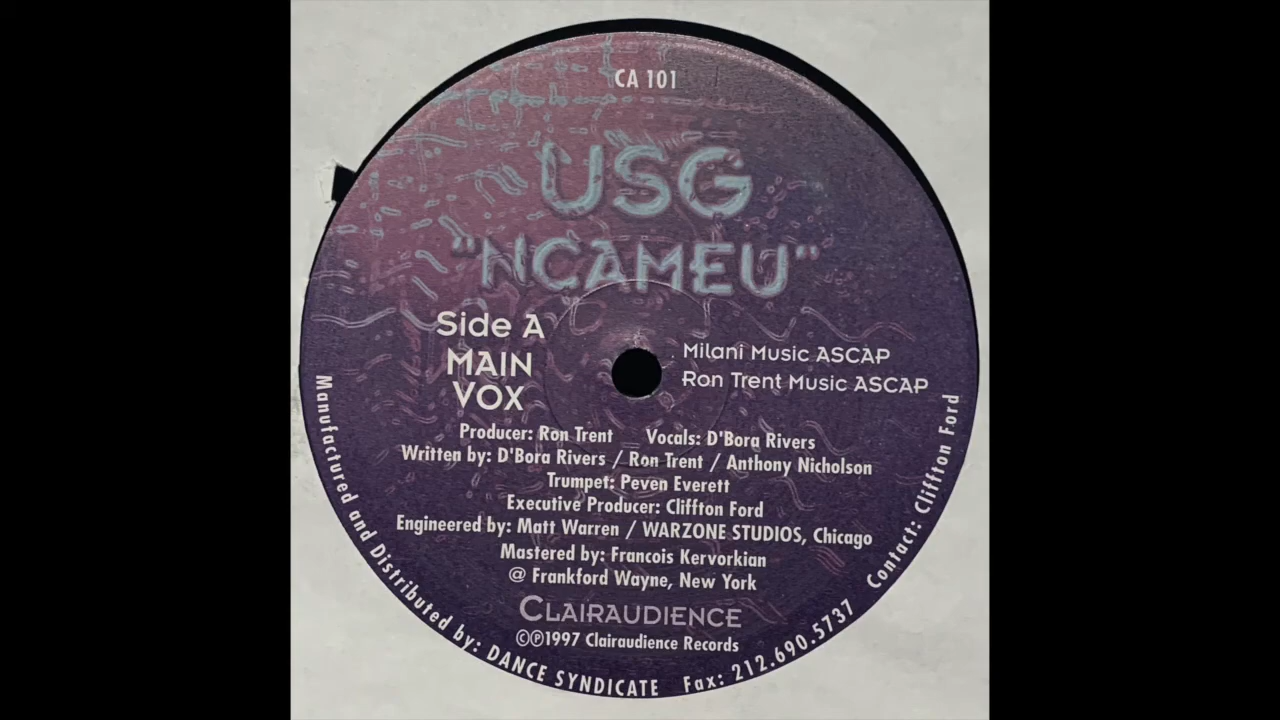 CA 101
USG
"NCAMEU"
Side A
MAIN
VOX
Milani Music ASCAP
Ron Trent Music ASCAP
Producer: Ron Trent Vocals: D'Bora Rivers
Written by: D'Bora Rivers / Ron Trent / Anthony Nicholson
Trumpet: Peven Everett
Executive Producer: Cliffton Ford
Engineered by: Matt Warren / WARZONE STUDIOS, Chicago
Mastered by: Francois Kervorkian
@ Frankford Wayne, New York
CLAIRAUDIENCE
©℗1997 Clairaudience Records
Manufactured and Distributed by: DANCE SYNDICATE Fax: 212.690.5737 Contact: Cliffton Ford